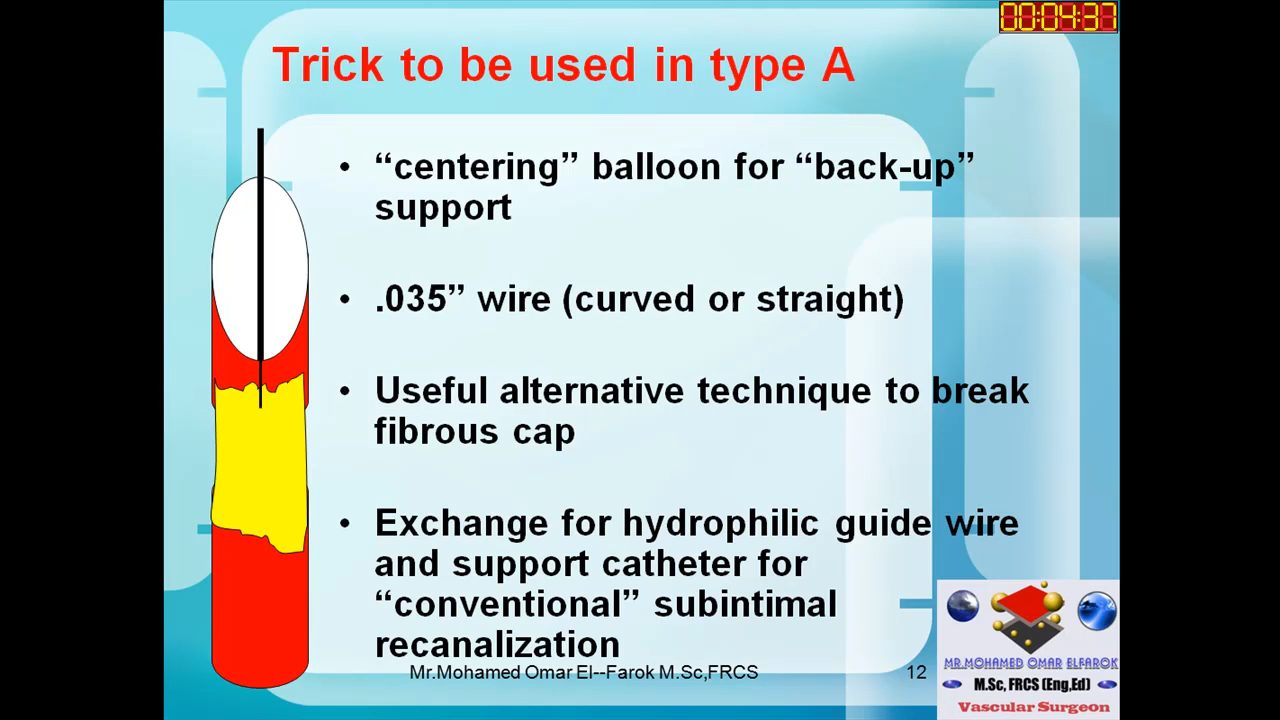 00:04:37
Trick to be used in type A
• “centering” balloon for “back-up”
support
• .035” wire (curved or straight)
• Useful alternative technique to break
fibrous cap
• Exchange for hydrophilic guide wire
and support catheter for
“conventional” subintimal
recanalization
Mr.Mohamed Omar El--Farok M.Sc,FRCS
12
MR.MOHAMED OMAR ELFAROK
M.Sc, FRCS (Eng,Ed)
Vascular Surgeon